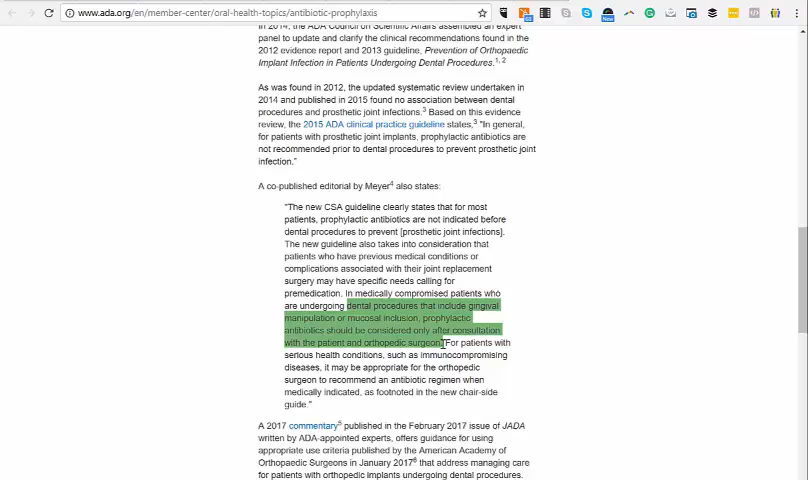 www.ada.org/en/member-center/oral-health-topics/antibiotic-prophylaxis
In 2014, the ADA Council on Scientific Affairs assembled an expert
panel to update and clarify the clinical recommendations found in the
2012 evidence report and 2013 guideline, Prevention of Orthopaedic
Implant Infection in Patients Undergoing Dental Procedures.1, 2
As was found in 2012, the updated systematic review undertaken in
2014 and published in 2015 found no association between dental
procedures and prosthetic joint infections.3 Based on this evidence
review, the 2015 ADA clinical practice guideline states,3 "In general,
for patients with prosthetic joint implants, prophylactic antibiotics are
not recommended prior to dental procedures to prevent prosthetic joint
infection."
A co-published editorial by Meyer4 also states:
"The new CSA guideline clearly states that for most
patients, prophylactic antibiotics are not indicated before
dental procedures to prevent [prosthetic joint infections].
The new guideline also takes into consideration that
patients who have previous medical conditions or
complications associated with their joint replacement
surgery may have specific needs calling for
premedication. In medically compromised patients who
are undergoing dental procedures that include gingival
manipulation or mucosal inclusion, prophylactic
antibiotics should be considered only after consultation
with the patient and orthopedic surgeon. For patients with
serious health conditions, such as immunocompromising
diseases, it may be appropriate for the orthopedic
surgeon to recommend an antibiotic regimen when
medically indicated, as footnoted in the new chair-side
guide."
A 2017 commentary5 published in the February 2017 issue of JADA
written by ADA-appointed experts, offers guidance for using
appropriate use criteria published by the American Academy of
Orthopaedic Surgeons in January 20176 that address managing care
for patients with orthopedic implants undergoing dental procedures.